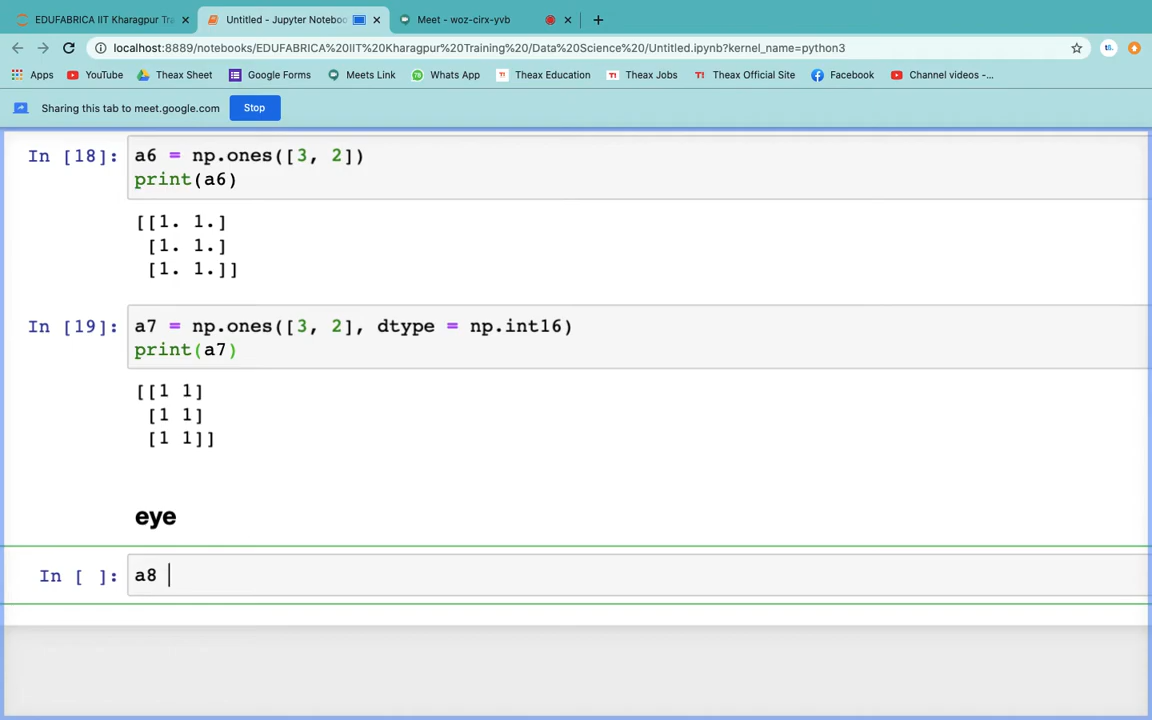 EDUFABRICA IIT Kharagpur Tra
Untitled - Jupyter Noteboo
Meet - woz-cirx-yvb
localhost:8889/notebooks/EDUFABRICA%20IIT%20Kharagpur%20Training%20/Data%20Science%20/Untitled.ipynb?kernel_name=python3
Apps YouTube Theax Sheet Google Forms Meets Link Whats App Theax Education Theax Jobs Theax Official Site Facebook Channel videos -...
Sharing this tab to meet.google.com Stop
In [18]: a6 = np.ones([3, 2])
print(a6)
[[1. 1.]
[1. 1.]
[1. 1.]]
In [19]: a7 = np.ones([3, 2], dtype = np.int16)
print(a7)
[[1 1]
[1 1]
[1 1]]
eye
In [ ]: a8